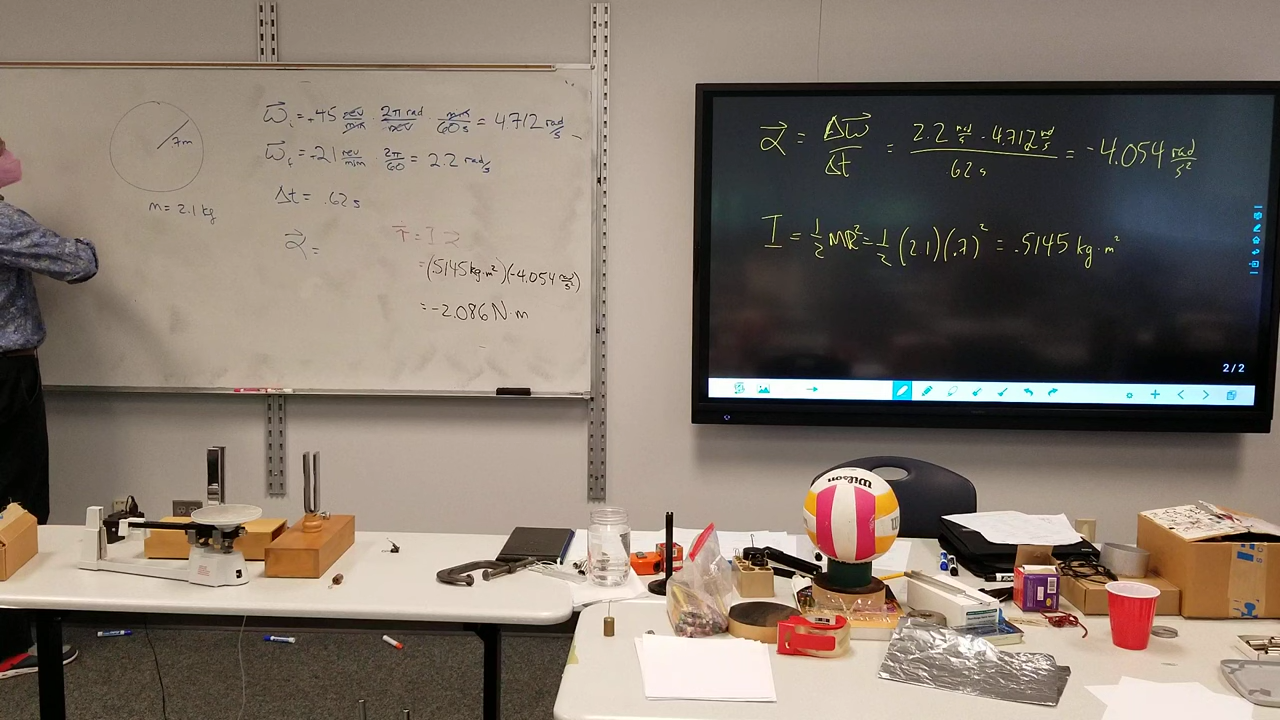 .7m
m = 2.1 kg
ω⃗ᵢ = +45 rev/min · 2π rad/rev · min/60 s = 4.712 rad/s
ω⃗f = +21 rev/min · 2π/60 = 2.2 rad/s
Δt = .62 s
α⃗ =
τ⃗ = I α⃗
= (.5145 kg·m²)(-4.054 rad/s²)
= -2.086 N·m
α⃗ = Δω⃗/Δt = (2.2 rad/s - 4.712 rad/s)/.62 s = -4.054 rad/s²
I = 1/2 MR² = 1/2 (2.1)(.7)² = .5145 kg·m²
2/2
Wilson